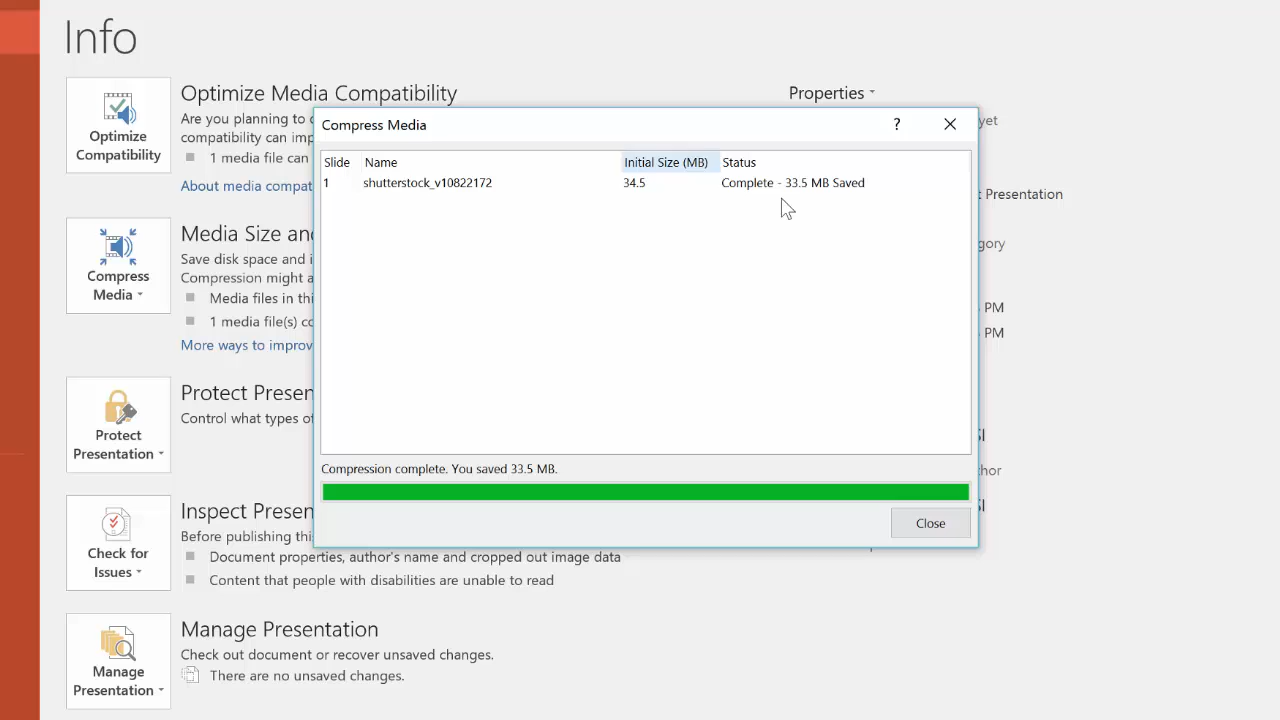 Info
Optimize Compatibility
Optimize Media Compatibility
Are you planning to
compatibility can im
1 media file can
About media compat
Properties
yet
t Presentation
gory
PM
PM
hor
Compress Media
?
Slide Name Initial Size (MB) Status
1 shutterstock_v10822172 34.5 Complete - 33.5 MB Saved
Compression complete. You saved 33.5 MB.
Close
Compress
Media
Media Size an
Save disk space and i
Compression might a
Media files in thi
1 media file(s) co
More ways to improv
Protect
Presentation
Protect Presen
Control what types of
Check for
Issues
Inspect Presen
Before publishing this
Document properties, author's name and cropped out image data
Content that people with disabilities are unable to read
Manage
Presentation
Manage Presentation
Check out document or recover unsaved changes.
There are no unsaved changes.